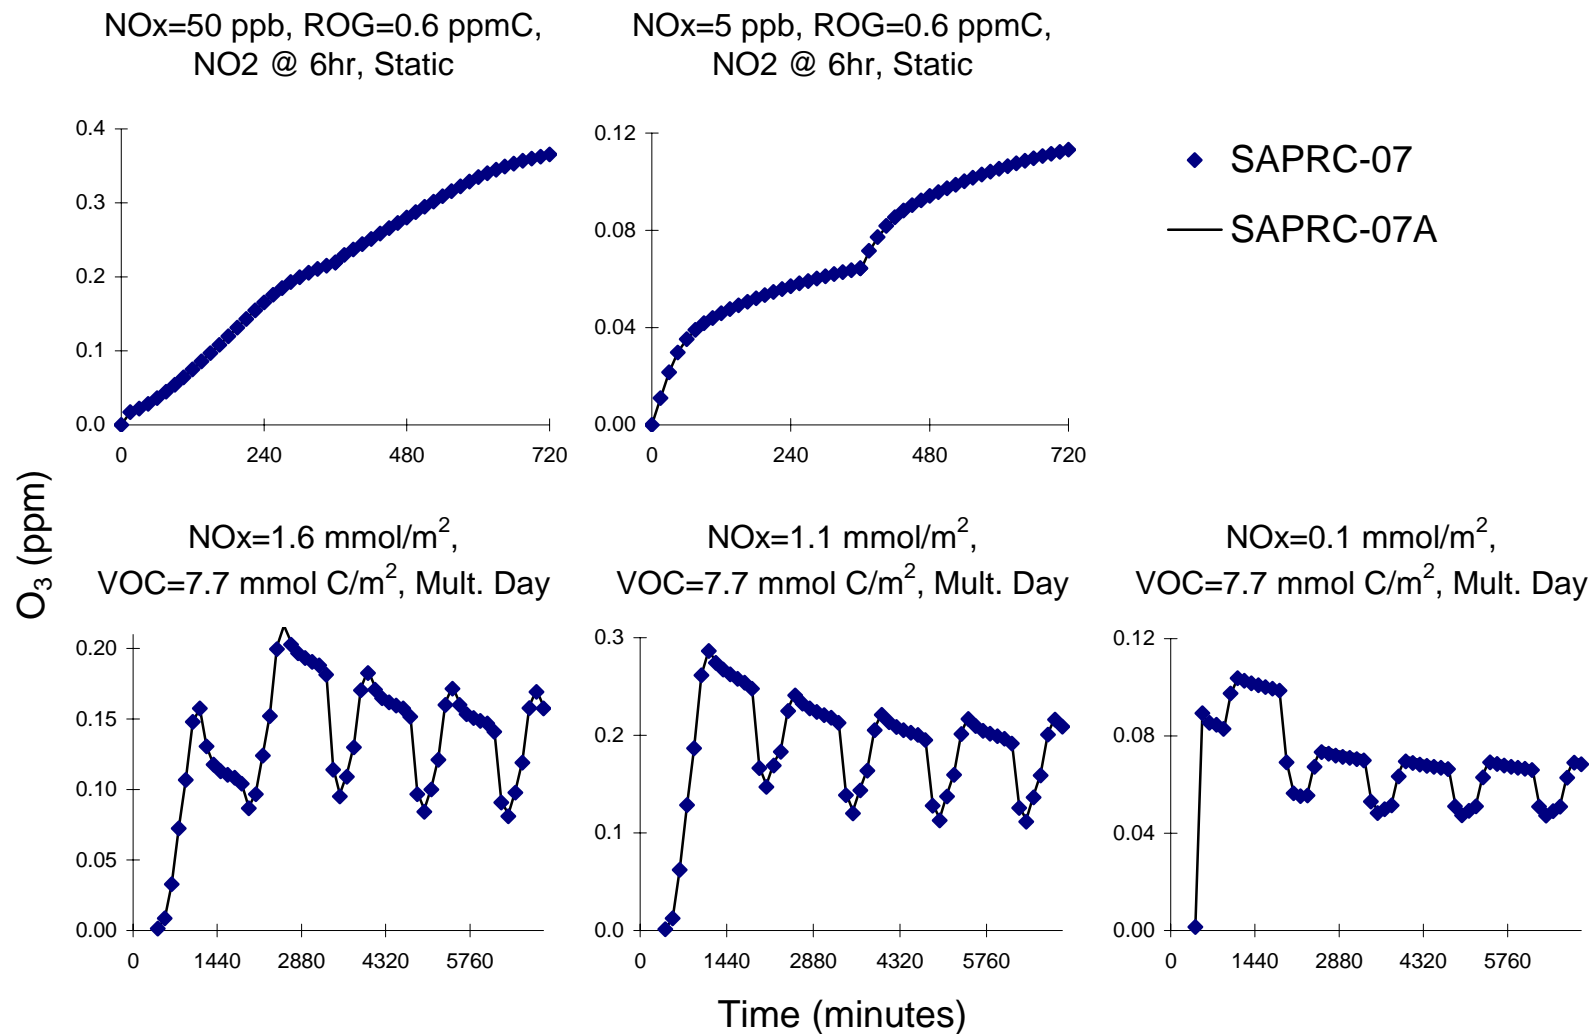 NOx=50 ppb, ROG=0.6 ppmC,
NO2 @ 6hr, Static
NOx=5 ppb, ROG=0.6 ppmC,
NO2 @ 6hr, Static
0.4
0.3
0.2
0.1
0.0
0 240 480 720
0.12
0.08
0.04
0.00
0 240 480 720
SAPRC-07
SAPRC-07A
O₃ (ppm)
NOx=1.6 mmol/m²,
VOC=7.7 mmol C/m², Mult. Day
NOx=1.1 mmol/m²,
VOC=7.7 mmol C/m², Mult. Day
NOx=0.1 mmol/m²,
VOC=7.7 mmol C/m², Mult. Day
0.20
0.15
0.10
0.05
0.00
0 1440 2880 4320 5760
0.3
0.2
0.1
0.0
0 1440 2880 4320 5760
0.12
0.08
0.04
0.00
0 1440 2880 4320 5760
Time (minutes)